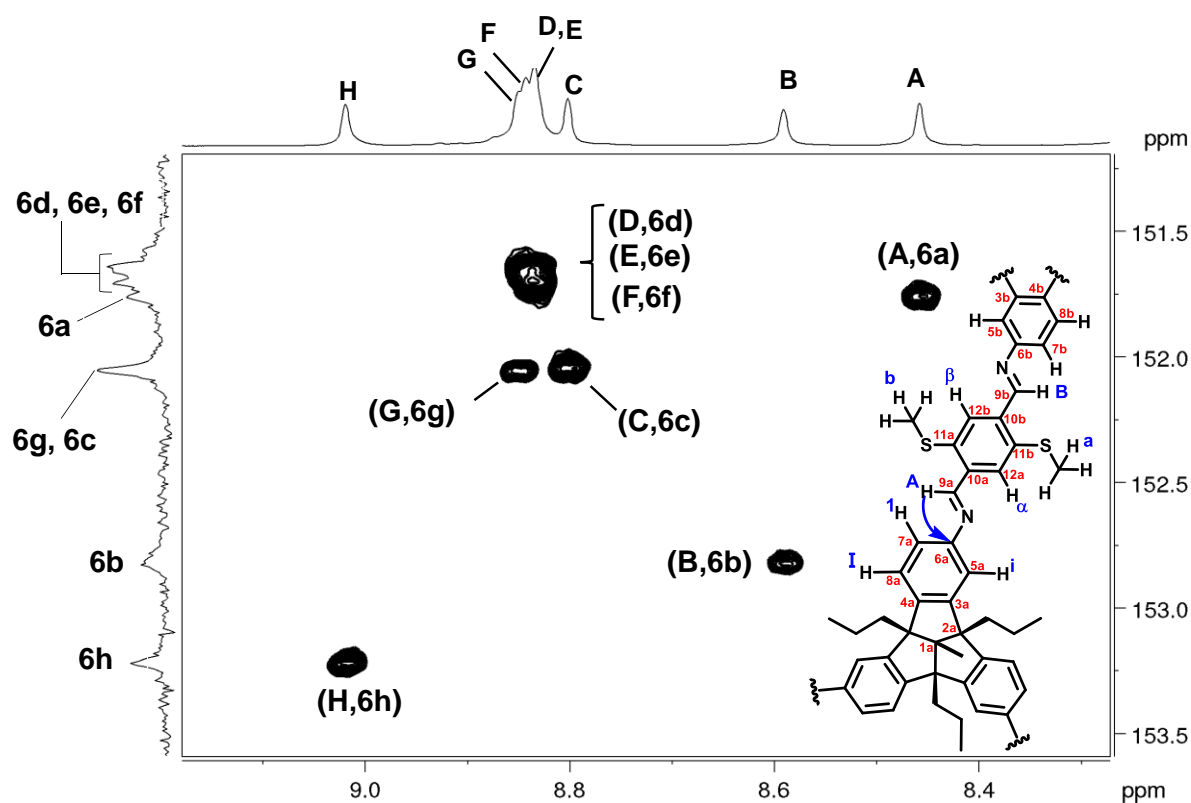 D,E
F
G
C
H
B
A
ppm
6d, 6e, 6f
6a
6g, 6c
6b
6h
(D,6d)
(E,6e)
(F,6f)
(A,6a)
(G,6g)
(C,6c)
(B,6b)
(H,6h)
151.5
152.0
152.5
153.0
153.5
9.0
8.8
8.6
8.4
ppm
3b
4b
H
5b
8b
H
6b
7b
N
H
b
H
H
β
H
9b
H
B
H
12b
10b
S
11a
11b
S
H
a
9a
10a
12a
H
A
H
H
H
α
1
H
N
7a
6a
I
H
8a
5a
H
i
4a
3a
2a
1a